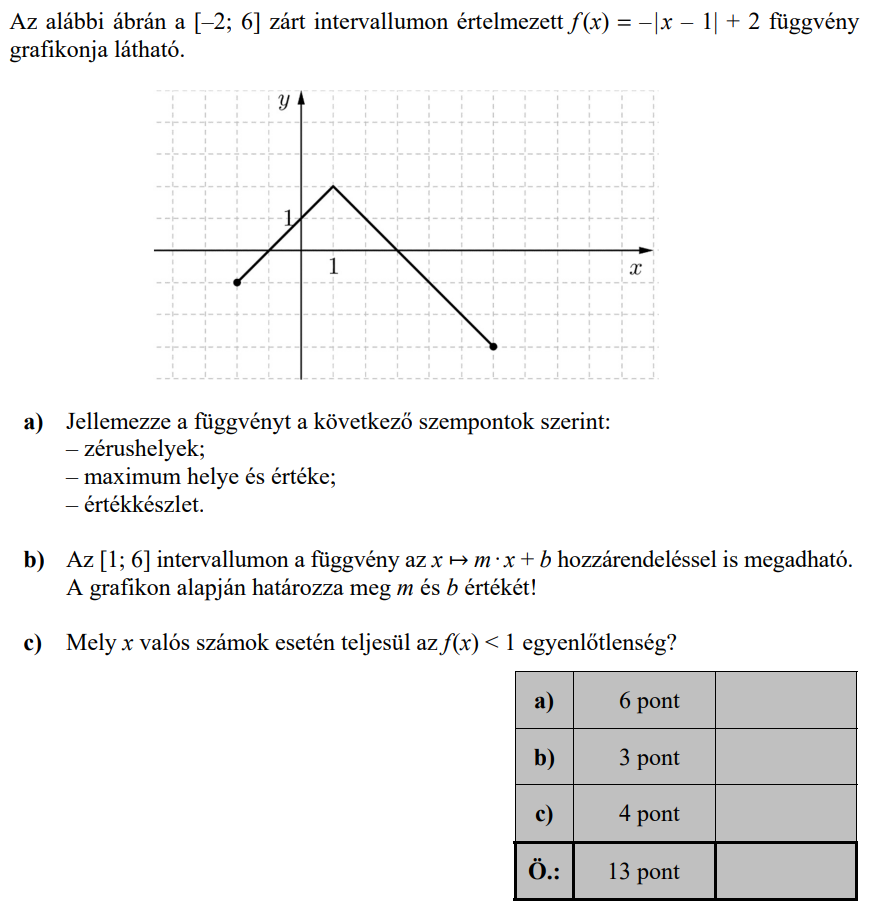 Az alábbi ábrán a [–2; 6] zárt intervallumon értelmezett f(x) = –|x – 1| + 2 függvény
grafikonja látható.
y
1
1
x
a) Jellemezze a függvényt a következő szempontok szerint:
– zérushelyek;
– maximum helye és értéke;
– értékkészlet.
b) Az [1; 6] intervallumon a függvény az x ↦ m · x + b hozzárendeléssel is megadható.
A grafikon alapján határozza meg m és b értékét!
c) Mely x valós számok esetén teljesül az f(x) < 1 egyenlőtlenség?
a) 6 pont
b) 3 pont
c) 4 pont
Ö.: 13 pont